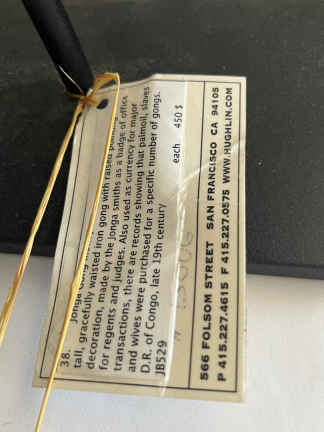 38. Jonga
tall, gracefully waisted iron gong with raised
decoration, made by the Jonga smiths as a badge of office
for regents and judges. Also used as currency for major
transactions, there are records showing that palmoil, slaves
and wives were purchased for a specific number of gongs.
D.R. of Congo, late 19th century
JB529 each 450 $
566 FOLSOM STREET SAN FRANCISCO CA 94105
P 415.227.4615 F 415.227.0575 WWW.HUGHLIN.COM